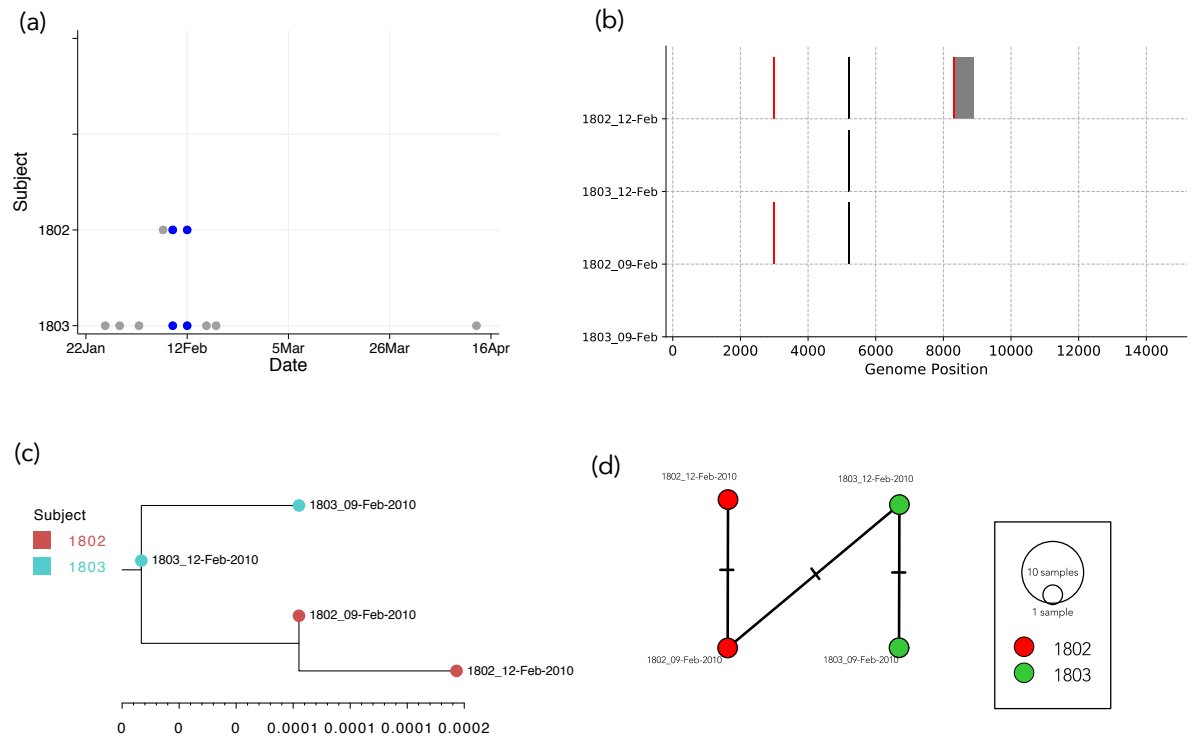 (a)
Subject
1802
1803
22Jan 12Feb 5Mar 26Mar 16Apr
Date
(b)
1802_12-Feb
1803_12-Feb
1802_09-Feb
1803_09-Feb
0 2000 4000 6000 8000 10000 12000 14000
Genome Position
(c)
Subject
1802
1803
1803_09-Feb-2010
1803_12-Feb-2010
1802_09-Feb-2010
1802_12-Feb-2010
0 0 0 0.0001 0.0001 0.0001 0.0002
(d)
1802_12-Feb-2010
1803_12-Feb-2010
1802_09-Feb-2010
1803_09-Feb-2010
10 samples
1 sample
1802
1803